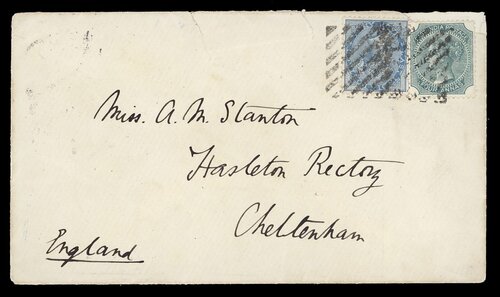 Miss. A. M. Stanton
Hasleton Rectory
Cheltenham
England